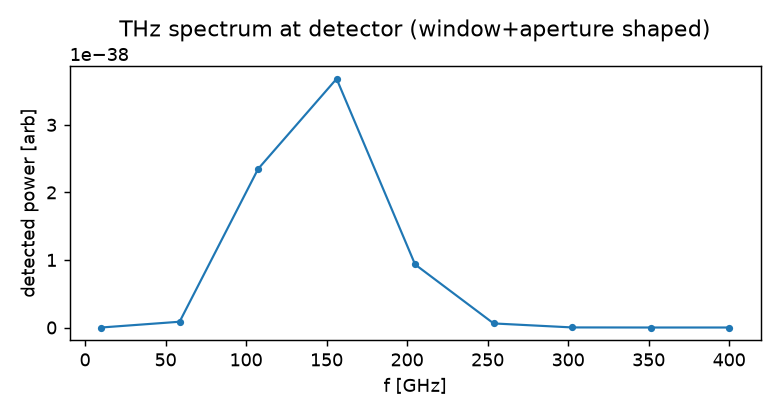 THz spectrum at detector (window+aperture shaped)
1e−38
detected power [arb]
3
2
1
0
0 50 100 150 200 250 300 350 400
f [GHz]